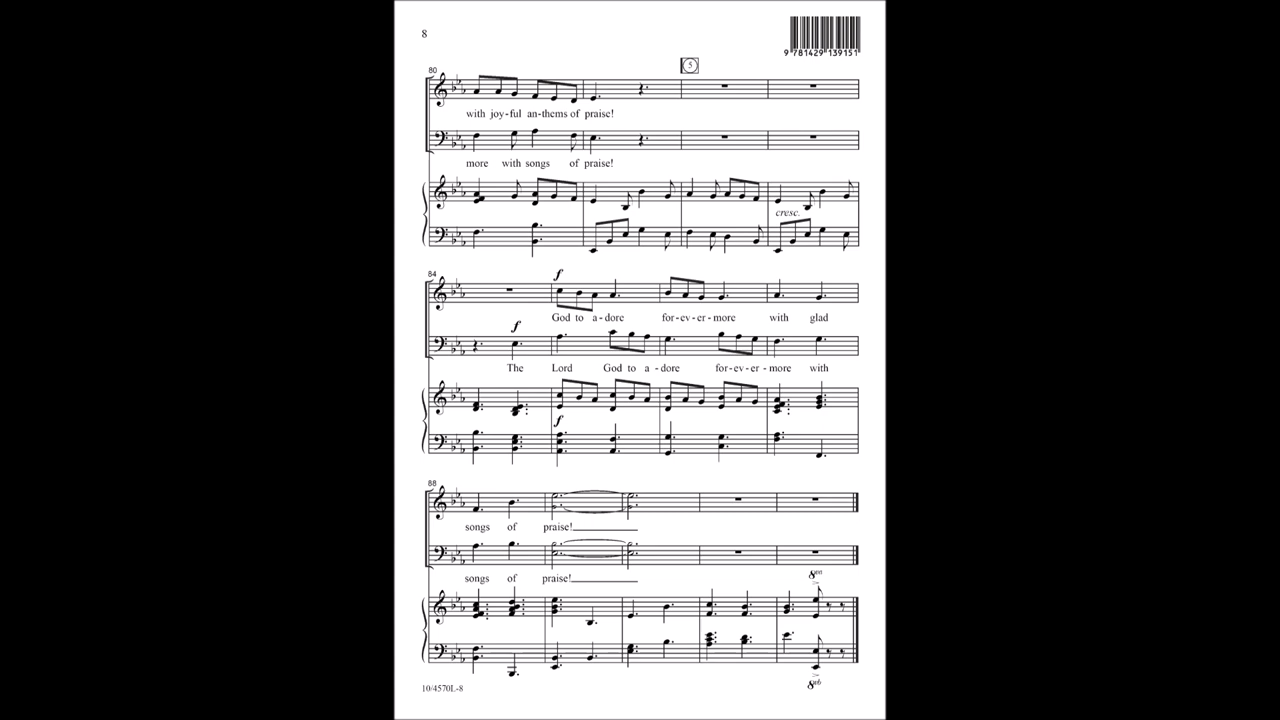 8
9 781429 139151
80
5
with joy-ful an-thems of praise!
more with songs of praise!
cresc.
84
f
God to a-dore for-ev-er-more with glad
f
The Lord God to a-dore for-ev-er-more with
f
88
songs of praise!
songs of praise!
8va
8vb
10/4570L-8